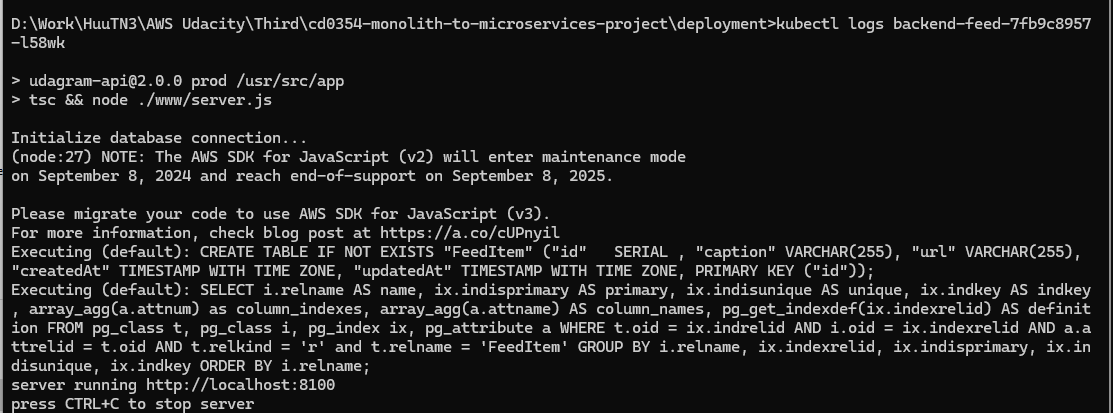 D:\Work\HuuTN3\AWS Udacity\Third\cd0354-monolith-to-microservices-project\deployment>kubectl logs backend-feed-7fb9c8957
-l58wk
> udagram-api@2.0.0 prod /usr/src/app
> tsc && node ./www/server.js
Initialize database connection...
(node:27) NOTE: The AWS SDK for JavaScript (v2) will enter maintenance mode
on September 8, 2024 and reach end-of-support on September 8, 2025.
Please migrate your code to use AWS SDK for JavaScript (v3).
For more information, check blog post at https://a.co/cUPnyil
Executing (default): CREATE TABLE IF NOT EXISTS "FeedItem" ("id"   SERIAL , "caption" VARCHAR(255), "url" VARCHAR(255),
"createdAt" TIMESTAMP WITH TIME ZONE, "updatedAt" TIMESTAMP WITH TIME ZONE, PRIMARY KEY ("id"));
Executing (default): SELECT i.relname AS name, ix.indisprimary AS primary, ix.indisunique AS unique, ix.indkey AS indkey
, array_agg(a.attnum) as column_indexes, array_agg(a.attname) AS column_names, pg_get_indexdef(ix.indexrelid) AS definit
ion FROM pg_class t, pg_class i, pg_index ix, pg_attribute a WHERE t.oid = ix.indrelid AND i.oid = ix.indexrelid AND a.a
ttrelid = t.oid AND t.relkind = 'r' and t.relname = 'FeedItem' GROUP BY i.relname, ix.indexrelid, ix.indisprimary, ix.in
disunique, ix.indkey ORDER BY i.relname;
server running http://localhost:8100
press CTRL+C to stop server